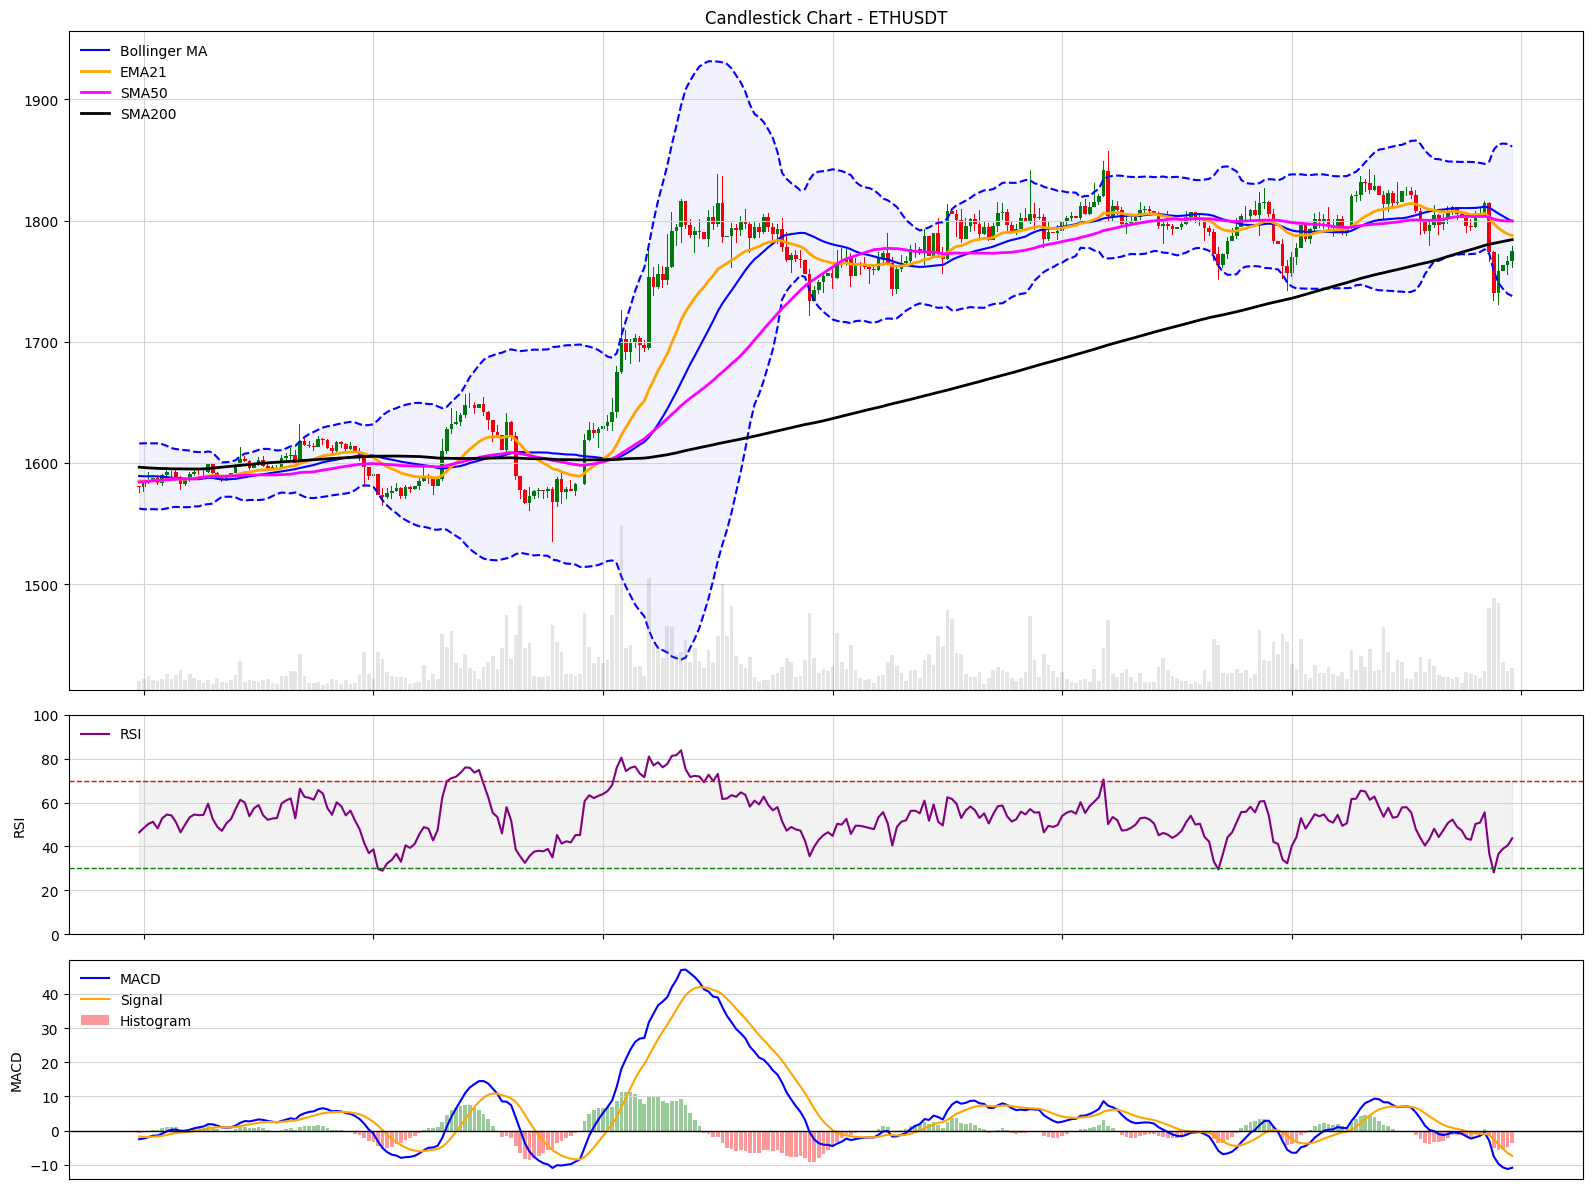 Candlestick Chart - ETHUSDT
Bollinger MA
EMA21
SMA50
SMA200
1900
1800
1700
1600
1500
100
80
60
40
20
0
RSI
RSI
MACD
Signal
Histogram
40
30
20
10
0
−10
MACD